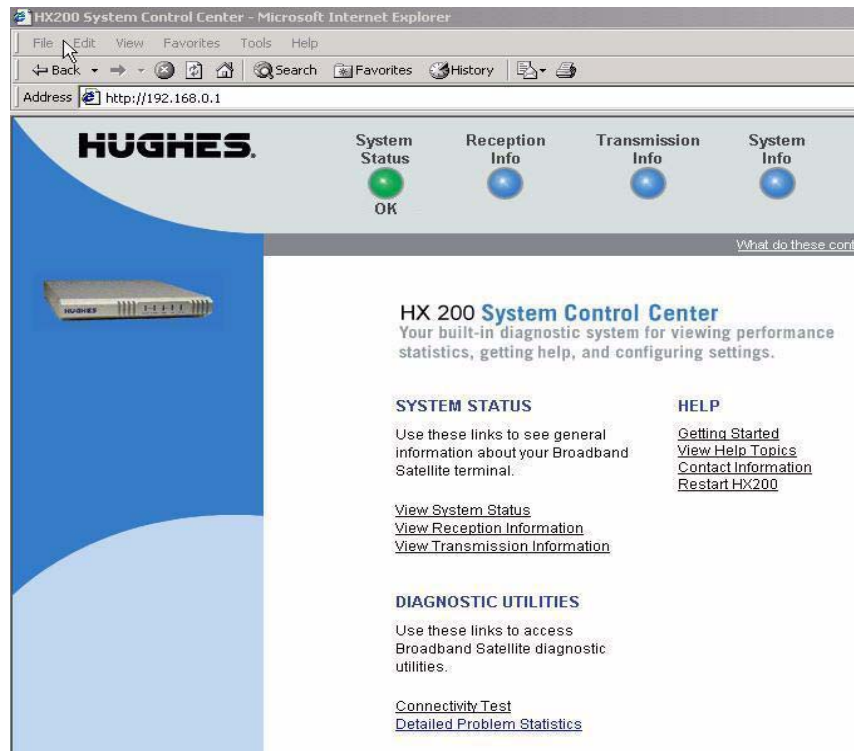 HX200 System Control Center - Microsoft Internet Explorer
File Edit View Favorites Tools Help
Back Search Favorites History
Address http://192.168.0.1
HUGHES.
System Status
OK
Reception Info
Transmission Info
System Info
What do these
HUGHES
HX 200 System Control Center
Your built-in diagnostic system for viewing performance
statistics, getting help, and configuring settings.
SYSTEM STATUS
Use these links to see general
information about your Broadband
Satellite terminal.
View System Status
View Reception Information
View Transmission Information
HELP
Getting Started
View Help Topics
Contact Information
Restart HX200
DIAGNOSTIC UTILITIES
Use these links to access
Broadband Satellite diagnostic
utilities.
Connectivity Test
Detailed Problem Statistics